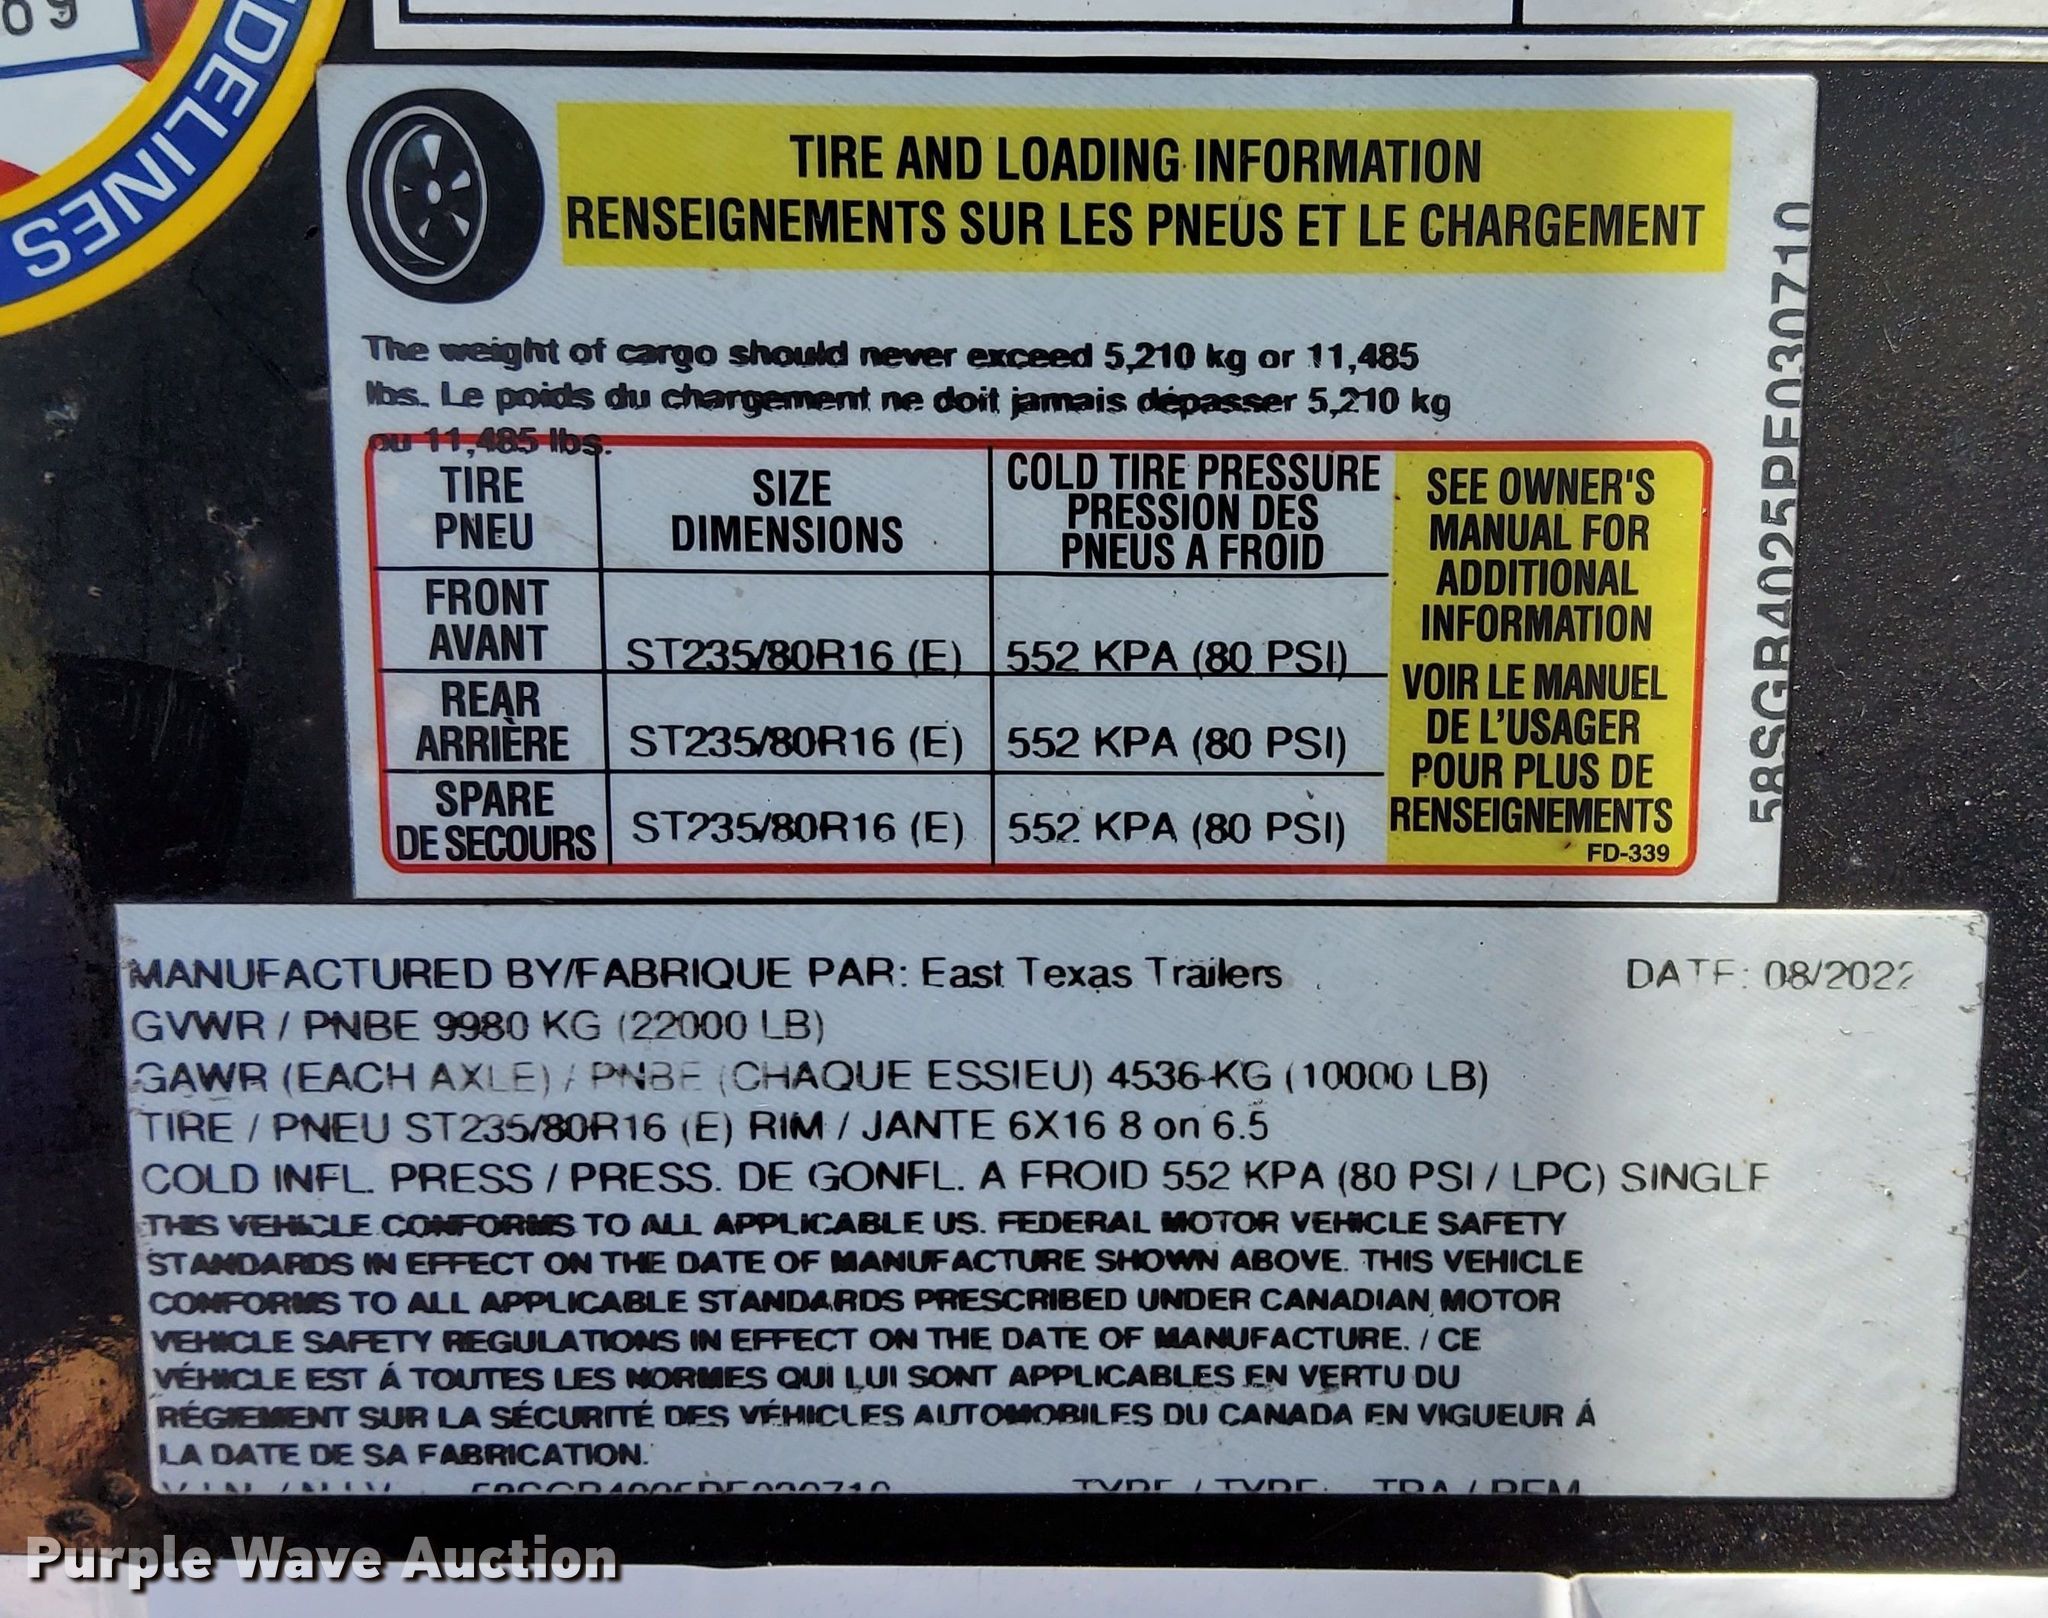 09
DELINES
TIRE AND LOADING INFORMATION
RENSEIGNEMENTS SUR LES PNEUS ET LE CHARGEMENT
The weight of cargo should never exceed 5,210 kg or 11,485
lbs. Le poids du chargement ne doit jamais dépasser 5,210 kg
ou 11,485 lbs.
TIRE
PNEU
SIZE
DIMENSIONS
COLD TIRE PRESSURE
PRESSION DES
PNEUS A FROID
FRONT
AVANT
ST235/80R16 (E)
552 KPA (80 PSI)
REAR
ARRIÈRE
ST235/80R16 (E)
552 KPA (80 PSI)
SPARE
DE SECOURS
ST235/80R16 (E)
552 KPA (80 PSI)
SEE OWNER'S
MANUAL FOR
ADDITIONAL
INFORMATION
VOIR LE MANUEL
DE L'USAGER
POUR PLUS DE
RENSEIGNEMENTS
FD-339
58SGB4025PE030710
MANUFACTURED BY/FABRIQUE PAR: East Texas Trailers DATE: 08/2022
GVWR / PNBE 9980 KG (22000 LB)
GAWR (EACH AXLE) / PNBE (CHAQUE ESSIEU) 4536 KG (10000 LB)
TIRE / PNEU ST235/80R16 (E) RIM / JANTE 6X16 8 on 6.5
COLD INFL. PRESS / PRESS. DE GONFL. A FROID 552 KPA (80 PSI / LPC) SINGLE
THIS VEHICLE CONFORMS TO ALL APPLICABLE US. FEDERAL MOTOR VEHICLE SAFETY
STANDARDS IN EFFECT ON THE DATE OF MANUFACTURE SHOWN ABOVE. THIS VEHICLE
CONFORMS TO ALL APPLICABLE STANDARDS PRESCRIBED UNDER CANADIAN MOTOR
VEHICLE SAFETY REGULATIONS IN EFFECT ON THE DATE OF MANUFACTURE. / CE
VÉHICLE EST Á TOUTES LES NORMES QUI LUI SONT APPLICABLES EN VERTU DU
RÉGIEMENT SUR LA SÉCURITÉ DES VÉHICLES AUTOMOBILES DU CANADA EN VIGUEUR Á
LA DATE DE SA FABRICATION.
V.I.N. / N.I.V. 58SGB4025PE030710 TYPE / TYPE: TRA / REM
Purple Wave Auction